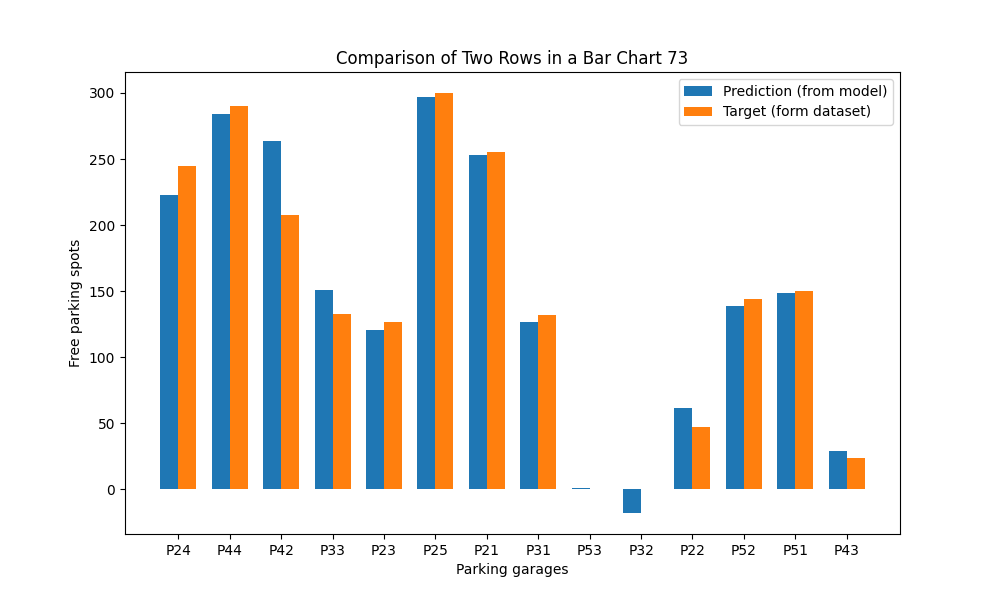 Comparison of Two Rows in a Bar Chart 73
Prediction (from model)
Target (form dataset)
Free parking spots
300
250
200
150
100
50
0
P24 P44 P42 P33 P23 P25 P21 P31 P53 P32 P22 P52 P51 P43
Parking garages